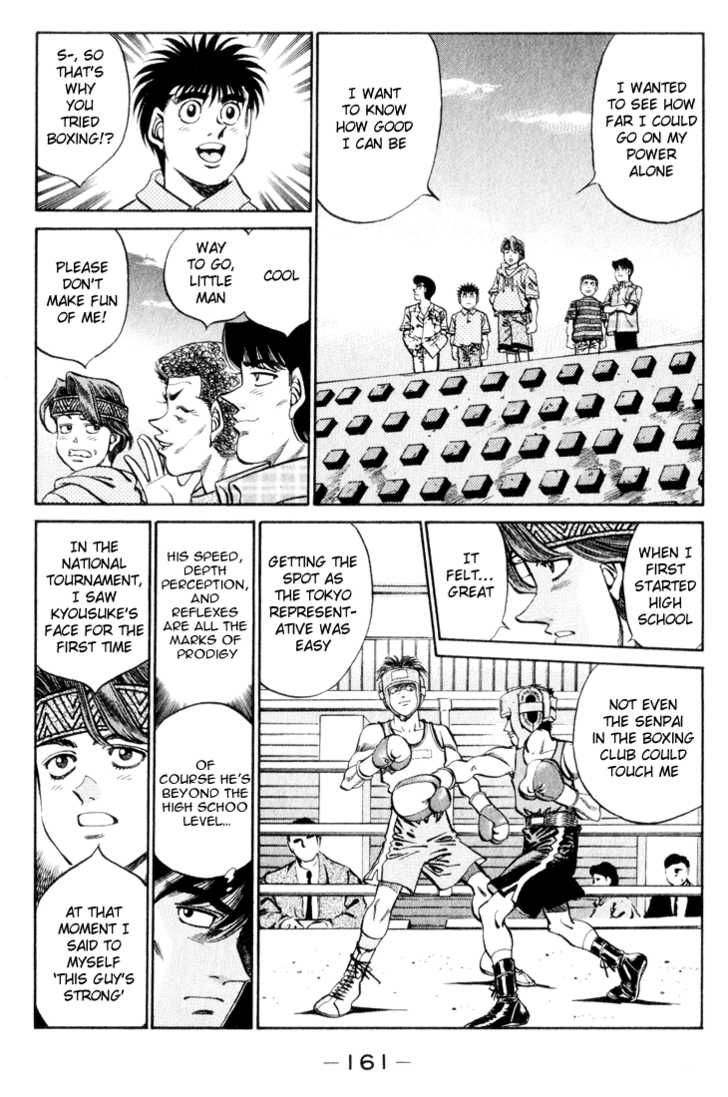 I WANTED
TO SEE HOW
FAR I COULD
GO ON MY
POWER
ALONE
I WANT
TO KNOW
HOW GOOD
I CAN BE
S-, SO
THAT'S
WHY
YOU
TRIED
BOXING!?
COOL
WAY
TO GO,
LITTLE
MAN
PLEASE
DON'T
MAKE FUN
OF ME!
WHEN I
FIRST
STARTED
HIGH
SCHOOL
IT
FELT...
GREAT
NOT EVEN
THE SENPAI
IN THE BOXING
CLUB COULD
TOUCH ME
GETTING THE
SPOT AS
THE TOKYO
REPRESENT-
ATIVE WAS
EASY
HIS SPEED,
DEPTH
PERCEPTION,
AND
REFLEXES
ARE ALL THE
MARKS OF
PRODIGY
OF
COURSE HE'S
BEYOND THE
HIGH SCHOO
LEVEL...
IN THE
NATIONAL
TOURNAMENT,
I SAW
KYOUSUKE'S
FACE FOR THE
FIRST TIME
AT THAT
MOMENT I
SAID TO
MYSELF
'THIS GUY'S
STRONG'
—161—